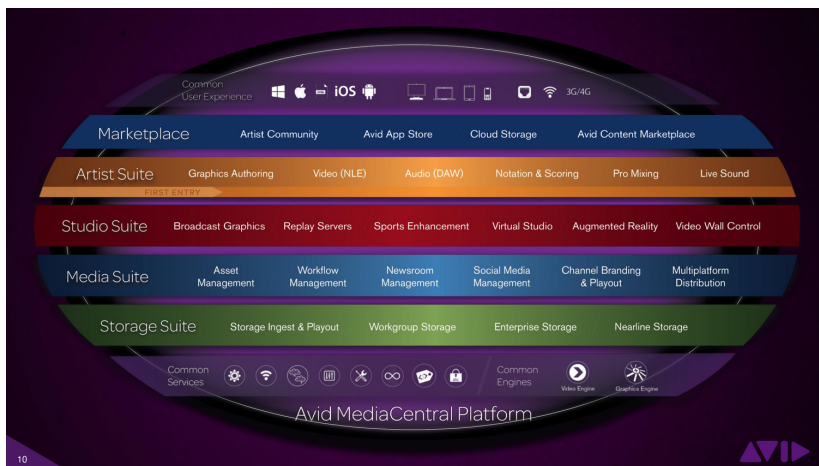 Common
User Experience
iOS
3G/4G
Marketplace Artist Community Avid App Store Cloud Storage Avid Content Marketplace
Artist Suite Graphics Authoring Video (NLE) Audio (DAW) Notation & Scoring Pro Mixing Live Sound
FIRST ENTRY
Studio Suite Broadcast Graphics Replay Servers Sports Enhancement Virtual Studio Augmented Reality Video Wall Control
Media Suite
Asset
Management
Workflow
Management
Newsroom
Management
Social Media
Management
Channel Branding
& Playout
Multiplatform
Distribution
Storage Suite Storage Ingest & Playout Workgroup Storage Enterprise Storage Nearline Storage
Common
Services
Common
Engines
Video Engine
Graphics Engine
Avid MediaCentral Platform
10
AVID